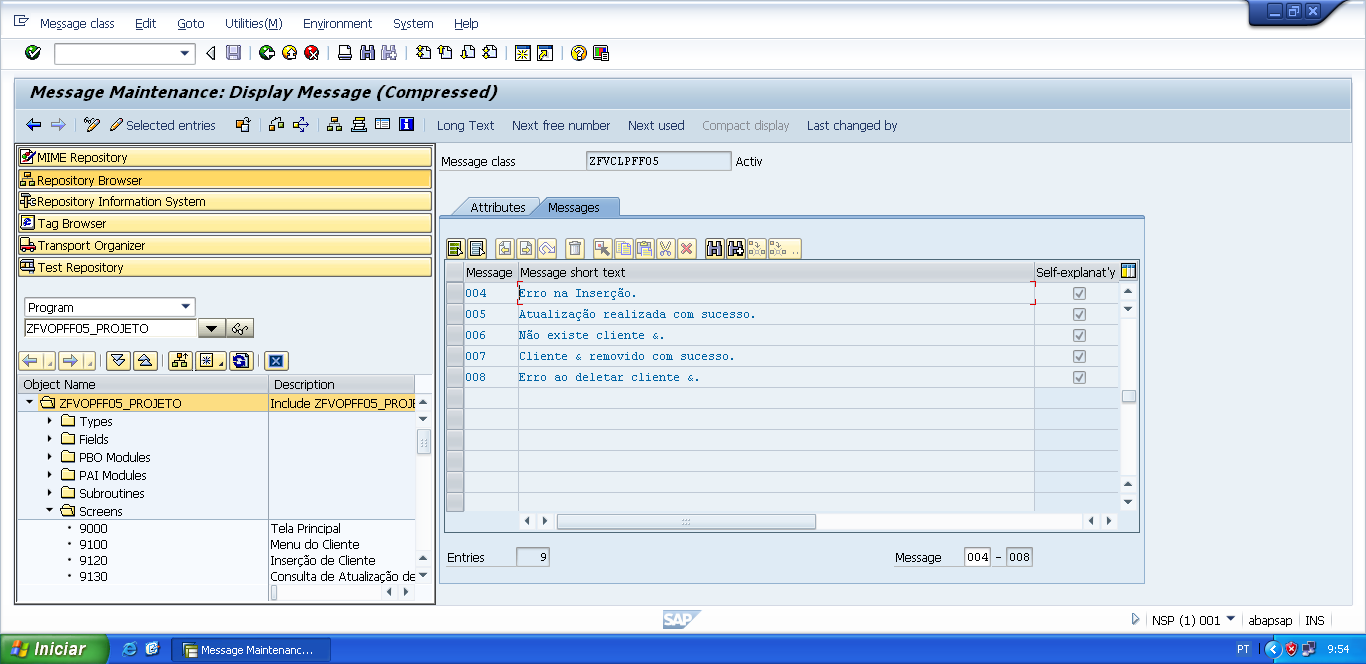 Message class Edit Goto Utilities(M) Environment System Help
Message Maintenance: Display Message (Compressed)
Selected entries Long Text Next free number Next used Compact display Last changed by
MIME Repository
Repository Browser
Repository Information System
Tag Browser
Transport Organizer
Test Repository
Program
ZFVOPFF05_PROJETO
Object Name Description
ZFVOPFF05_PROJETO Include ZFVOPFF05_PROJE
Types
Fields
PBO Modules
PAI Modules
Subroutines
Screens
9000 Tela Principal
9100 Menu do Cliente
9120 Inserção de Cliente
9130 Consulta de Atualização de
Message class ZFVCLPFF05 Activ
Attributes Messages
Message Message short text Self-explanat'y
004 Erro na Inserção.
005 Atualização realizada com sucesso.
006 Não existe cliente &.
007 Cliente & removido com sucesso.
008 Erro ao deletar cliente &.
Entries 9 Message 004 - 008
SAP
NSP (1) 001 abapsap INS
Iniciar Message Maintenanc... PT 9:54